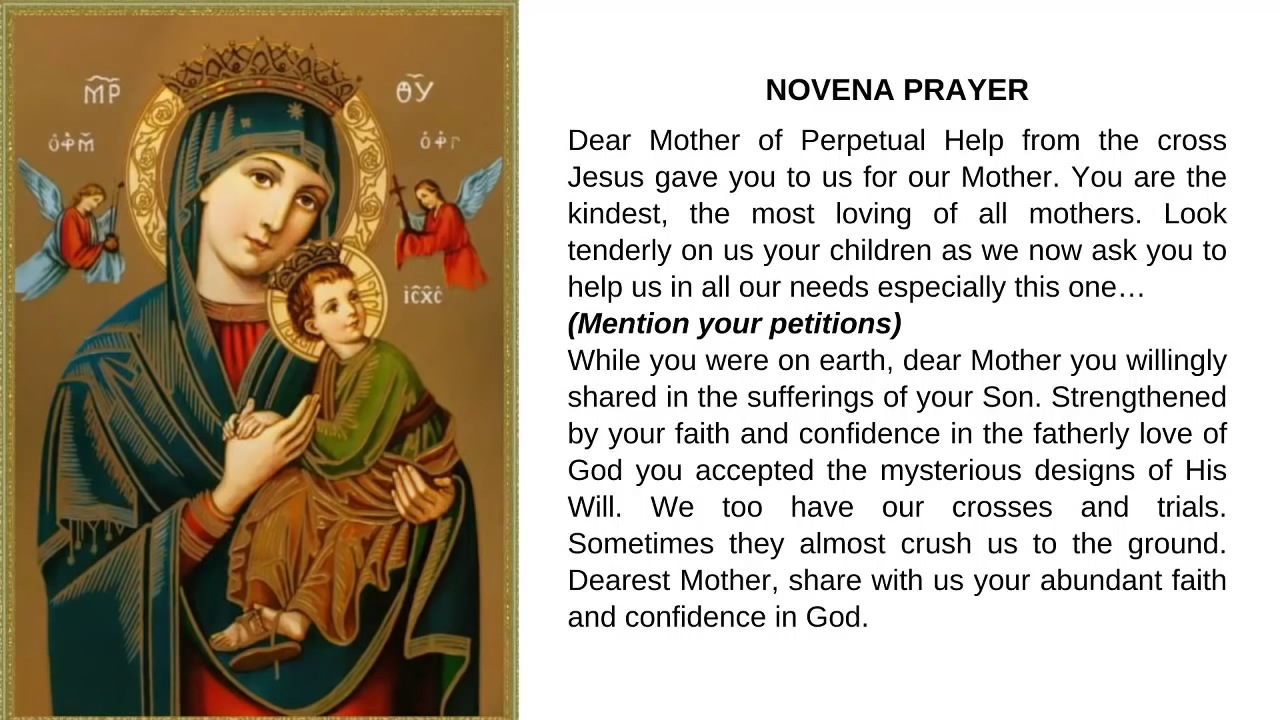 M̅P̅ Θ̅Υ̅
ὁἀμ̃ ὁἀΓ
ἰc̃xc̃
NOVENA PRAYER
Dear Mother of Perpetual Help from the cross
Jesus gave you to us for our Mother. You are the
kindest, the most loving of all mothers. Look
tenderly on us your children as we now ask you to
help us in all our needs especially this one…
(Mention your petitions)
While you were on earth, dear Mother you willingly
shared in the sufferings of your Son. Strengthened
by your faith and confidence in the fatherly love of
God you accepted the mysterious designs of His
Will. We too have our crosses and trials.
Sometimes they almost crush us to the ground.
Dearest Mother, share with us your abundant faith
and confidence in God.